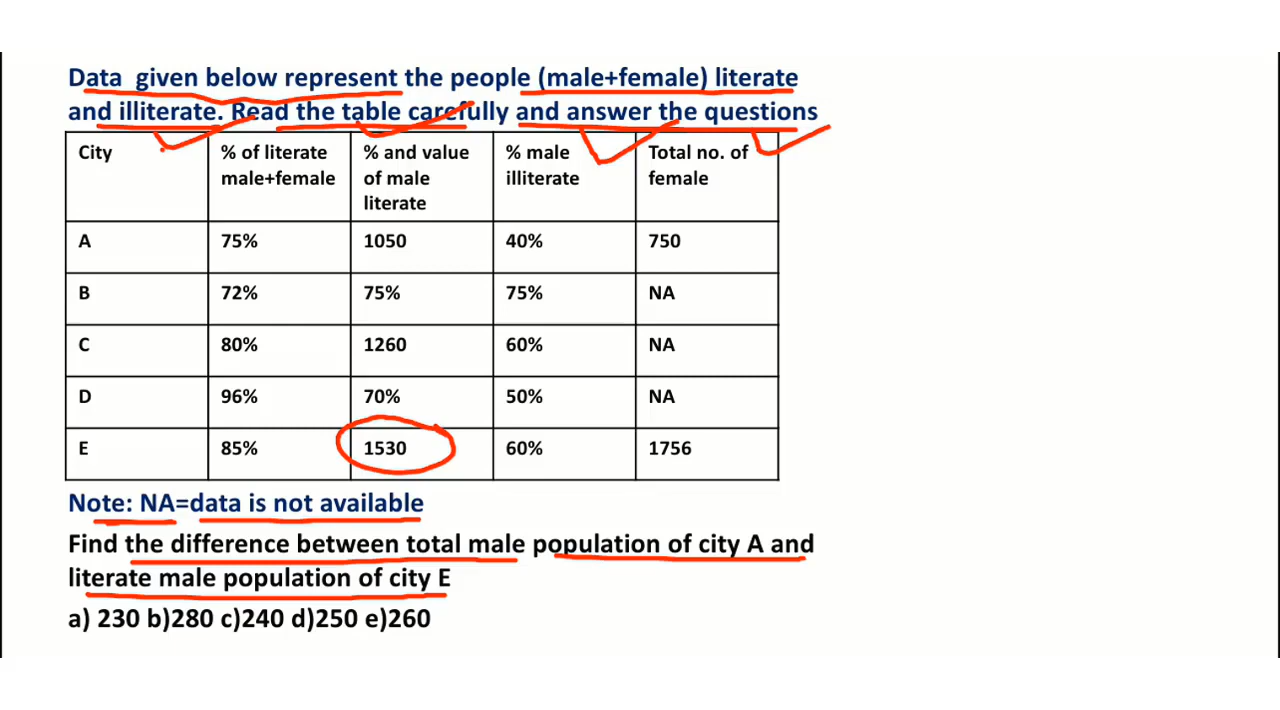 Data given below represent the people (male+female) literate
and illiterate. Read the table carefully and answer the questions
City % of literate male+female % and value of male literate % male illiterate Total no. of female
A 75% 1050 40% 750
B 72% 75% 75% NA
C 80% 1260 60% NA
D 96% 70% 50% NA
E 85% 1530 60% 1756
Note: NA=data is not available
Find the difference between total male population of city A and
literate male population of city E
a) 230 b)280 c)240 d)250 e)260